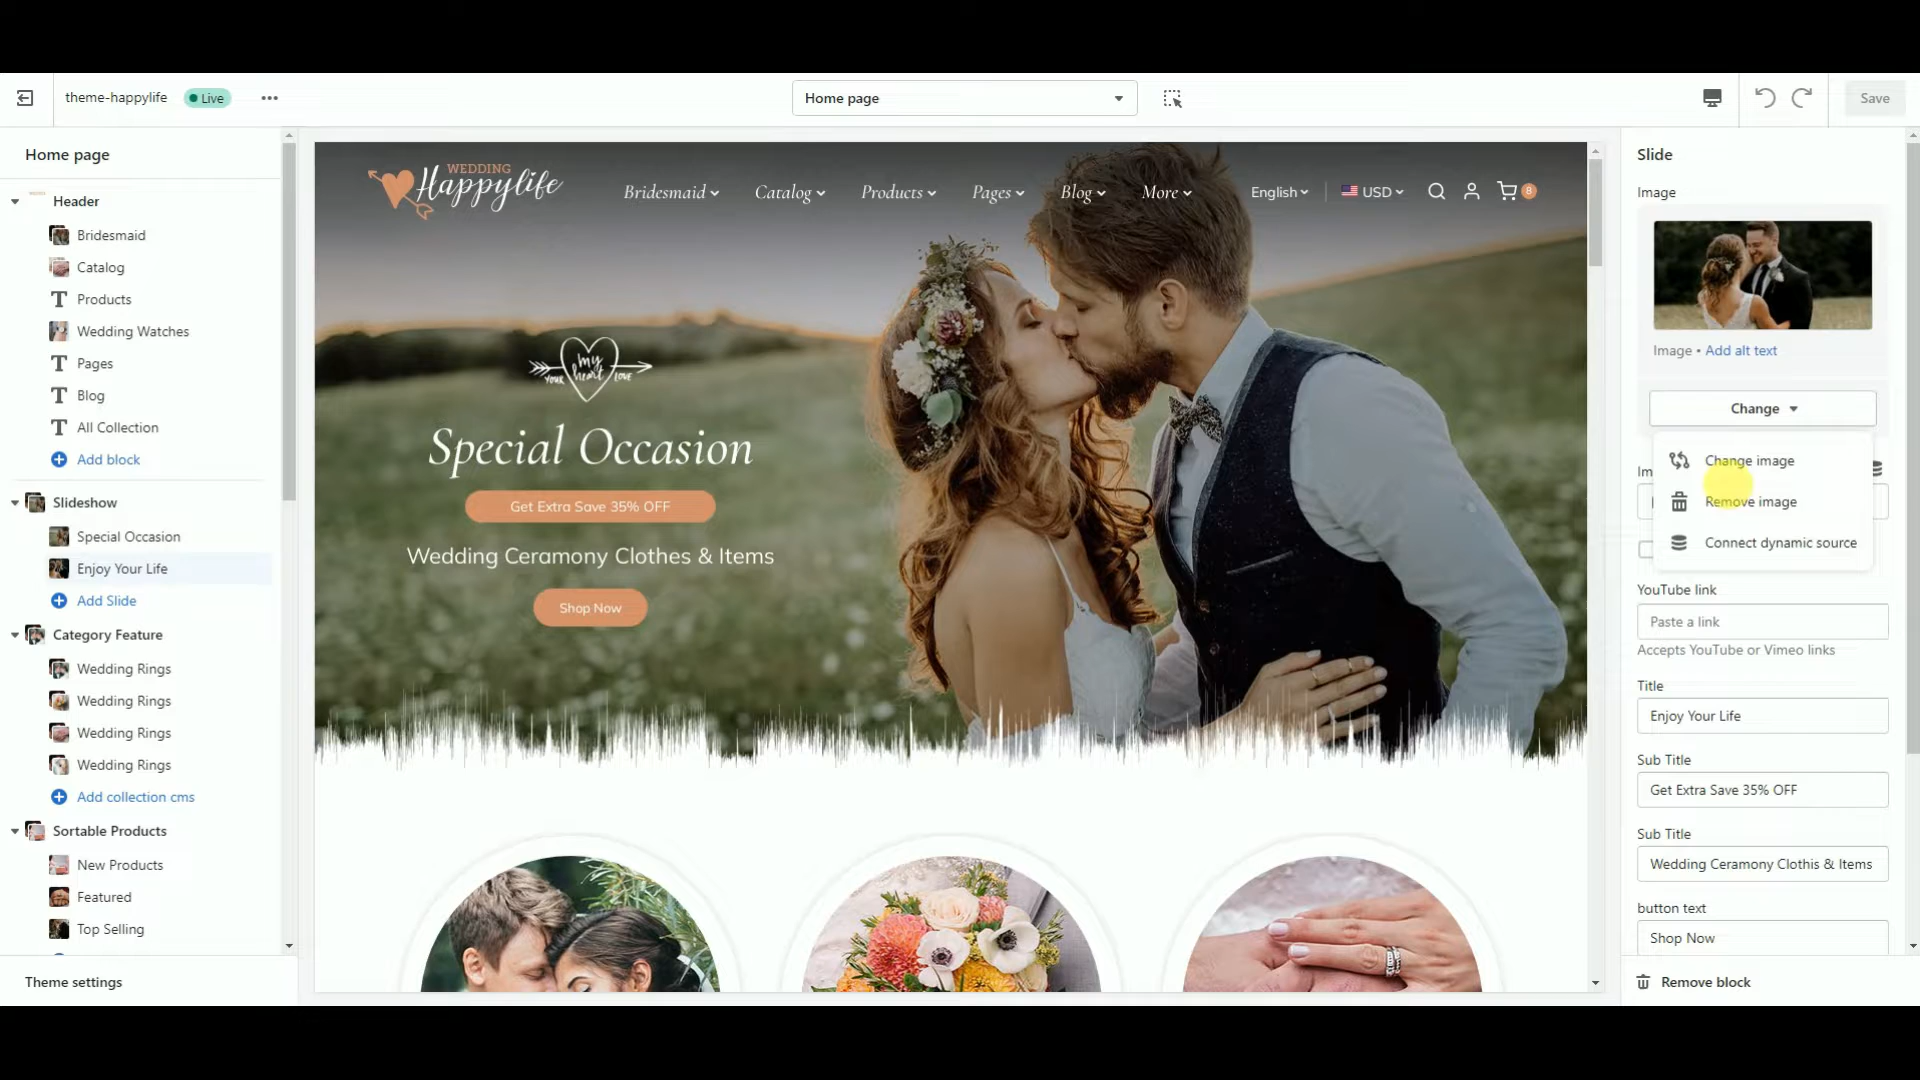 theme-happylife
Live
Home page
Save
Home page
Header
Bridesmaid
Catalog
Products
Wedding Watches
Pages
Blog
All Collection
Add block
Slideshow
Special Occasion
Enjoy Your Life
Add Slide
Category Feature
Wedding Rings
Wedding Rings
Wedding Rings
Wedding Rings
Add collection cms
Sortable Products
New Products
Featured
Top Selling
Theme settings
WEDDING
Happylife
Bridesmaid
Catalog
Products
Pages
Blog
More
English
USD
8
my
YOUR heart LOVE
Special Occasion
Get Extra Save 35% OFF
Wedding Ceramony Clothes & Items
Shop Now
Slide
Image
Image • Add alt text
Change
Change image
Im
Remove image
Connect dynamic source
YouTube link
Paste a link
Accepts YouTube or Vimeo links
Title
Enjoy Your Life
Sub Title
Get Extra Save 35% OFF
Sub Title
Wedding Ceramony Clothis & Items
button text
Shop Now
Remove block